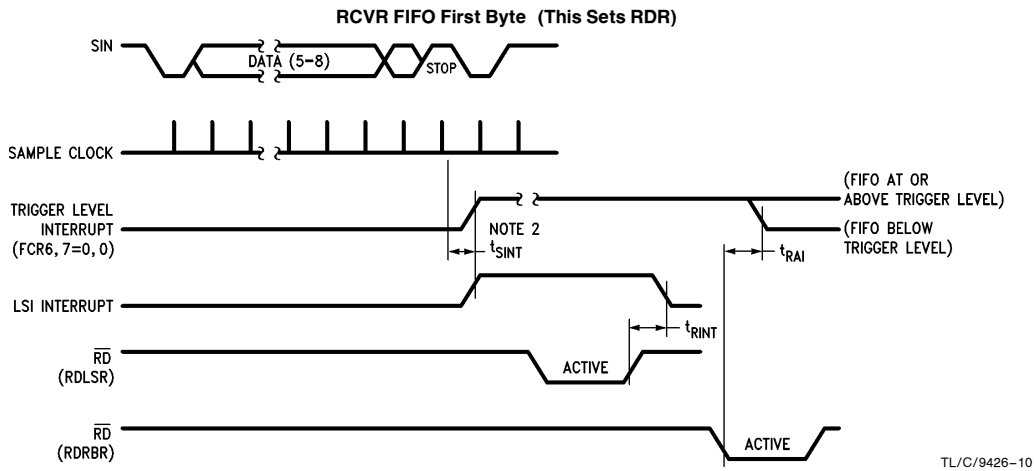 RCVR FIFO First Byte (This Sets RDR)
SIN
DATA (5–8)
STOP
SAMPLE CLOCK
TRIGGER LEVEL
INTERRUPT
(FCR6, 7=0, 0)
NOTE 2
tSINT
(FIFO AT OR
ABOVE TRIGGER LEVEL)
(FIFO BELOW
TRIGGER LEVEL)
tRAI
LSI INTERRUPT
tRINT
RD
(RDLSR)
ACTIVE
RD
(RDRBR)
ACTIVE
TL/C/9426–10